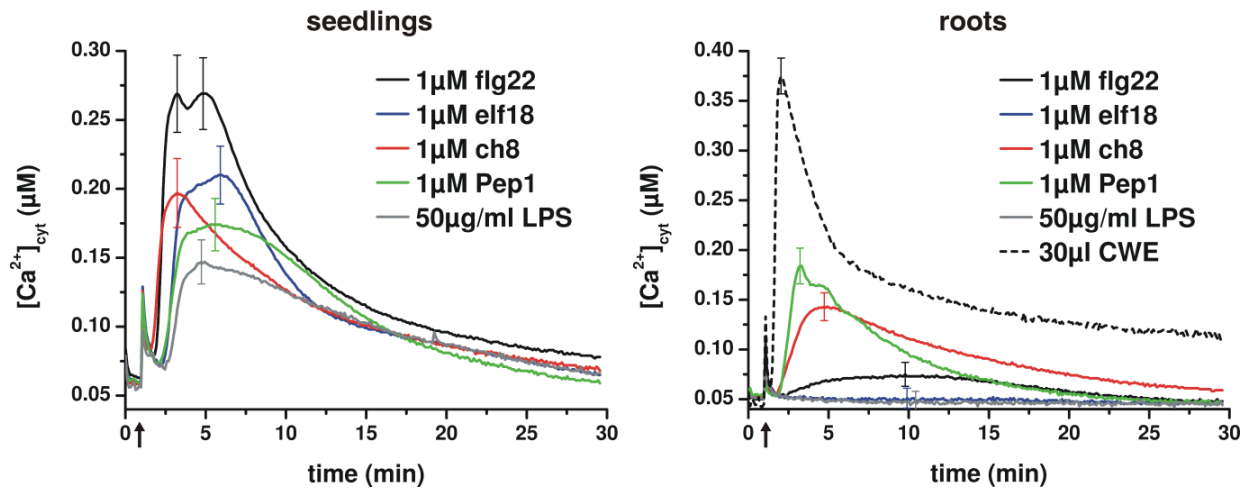 seedlings
0.30
0.25
0.20
0.15
0.10
0.05
[Ca²⁺]cyt (µM)
1µM flg22
1µM elf18
1µM ch8
1µM Pep1
50µg/ml LPS
0 5 10 15 20 25 30
time (min)
roots
0.40
0.35
0.30
0.25
0.20
0.15
0.10
0.05
[Ca²⁺]cyt (µM)
1µM flg22
1µM elf18
1µM ch8
1µM Pep1
50µg/ml LPS
30µl CWE
0 5 10 15 20 25 30
time (min)